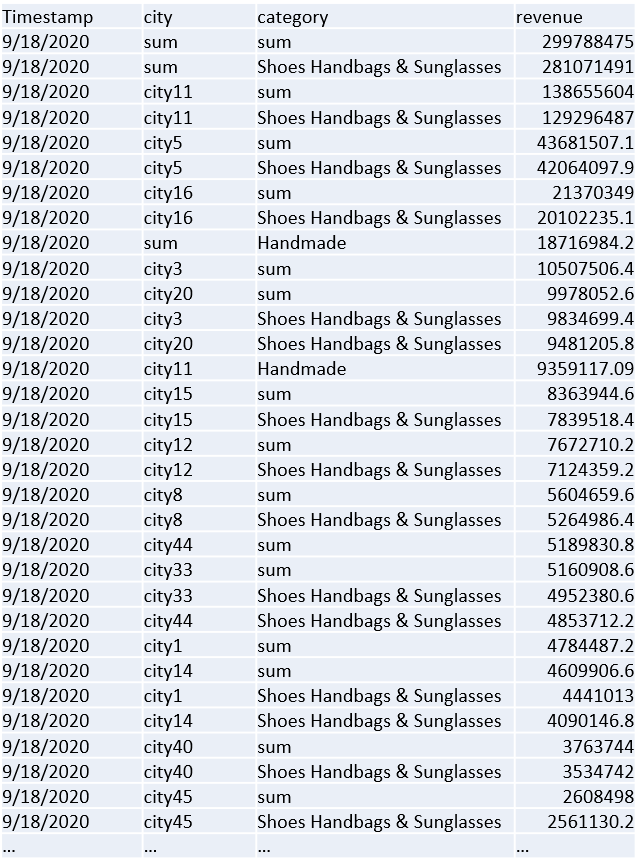 Timestamp city category revenue
9/18/2020 sum sum 299788475
9/18/2020 sum Shoes Handbags & Sunglasses 281071491
9/18/2020 city11 sum 138655604
9/18/2020 city11 Shoes Handbags & Sunglasses 129296487
9/18/2020 city5 sum 43681507.1
9/18/2020 city5 Shoes Handbags & Sunglasses 42064097.9
9/18/2020 city16 sum 21370349
9/18/2020 city16 Shoes Handbags & Sunglasses 20102235.1
9/18/2020 sum Handmade 18716984.2
9/18/2020 city3 sum 10507506.4
9/18/2020 city20 sum 9978052.6
9/18/2020 city3 Shoes Handbags & Sunglasses 9834699.4
9/18/2020 city20 Shoes Handbags & Sunglasses 9481205.8
9/18/2020 city11 Handmade 9359117.09
9/18/2020 city15 sum 8363944.6
9/18/2020 city15 Shoes Handbags & Sunglasses 7839518.4
9/18/2020 city12 sum 7672710.2
9/18/2020 city12 Shoes Handbags & Sunglasses 7124359.2
9/18/2020 city8 sum 5604659.6
9/18/2020 city8 Shoes Handbags & Sunglasses 5264986.4
9/18/2020 city44 sum 5189830.8
9/18/2020 city33 sum 5160908.6
9/18/2020 city33 Shoes Handbags & Sunglasses 4952380.6
9/18/2020 city44 Shoes Handbags & Sunglasses 4853712.2
9/18/2020 city1 sum 4784487.2
9/18/2020 city14 sum 4609906.6
9/18/2020 city1 Shoes Handbags & Sunglasses 4441013
9/18/2020 city14 Shoes Handbags & Sunglasses 4090146.8
9/18/2020 city40 sum 3763744
9/18/2020 city40 Shoes Handbags & Sunglasses 3534742
9/18/2020 city45 sum 2608498
9/18/2020 city45 Shoes Handbags & Sunglasses 2561130.2
... ... ... ...